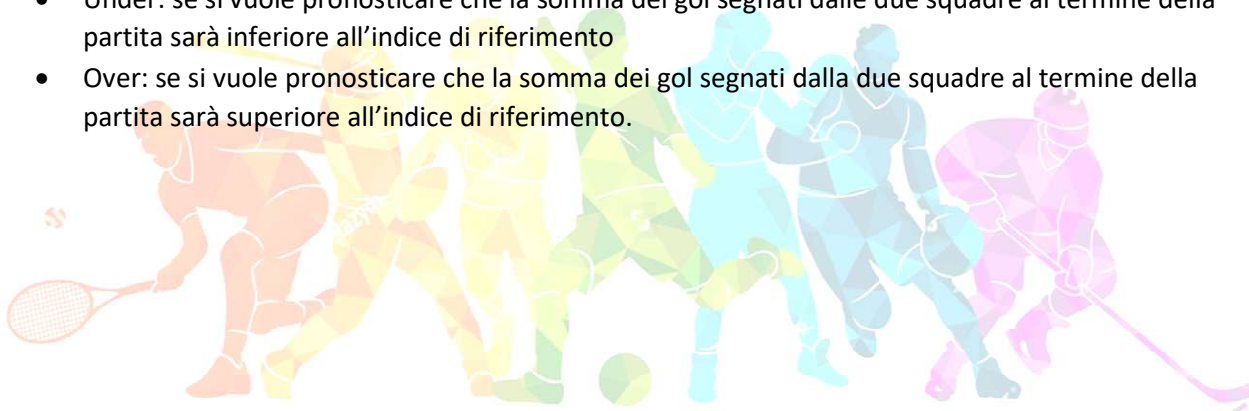 • Under: se si vuole pronosticare che la somma dei gol segnati dalle due squadre al termine della
partita sarà inferiore all’indice di riferimento
• Over: se si vuole pronosticare che la somma dei gol segnati dalla due squadre al termine della
partita sarà superiore all’indice di riferimento.